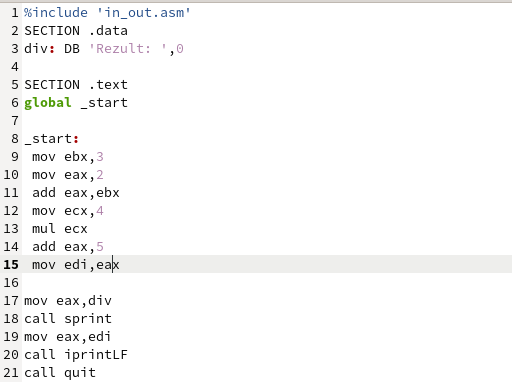 1 %include 'in_out.asm'
2 SECTION .data
3 div: DB 'Rezult: ',0
4
5 SECTION .text
6 global _start
7
8 _start:
9 mov ebx,3
10 mov eax,2
11 add eax,ebx
12 mov ecx,4
13 mul ecx
14 add eax,5
15 mov edi,eax
16
17 mov eax,div
18 call sprint
19 mov eax,edi
20 call iprintLF
21 call quit